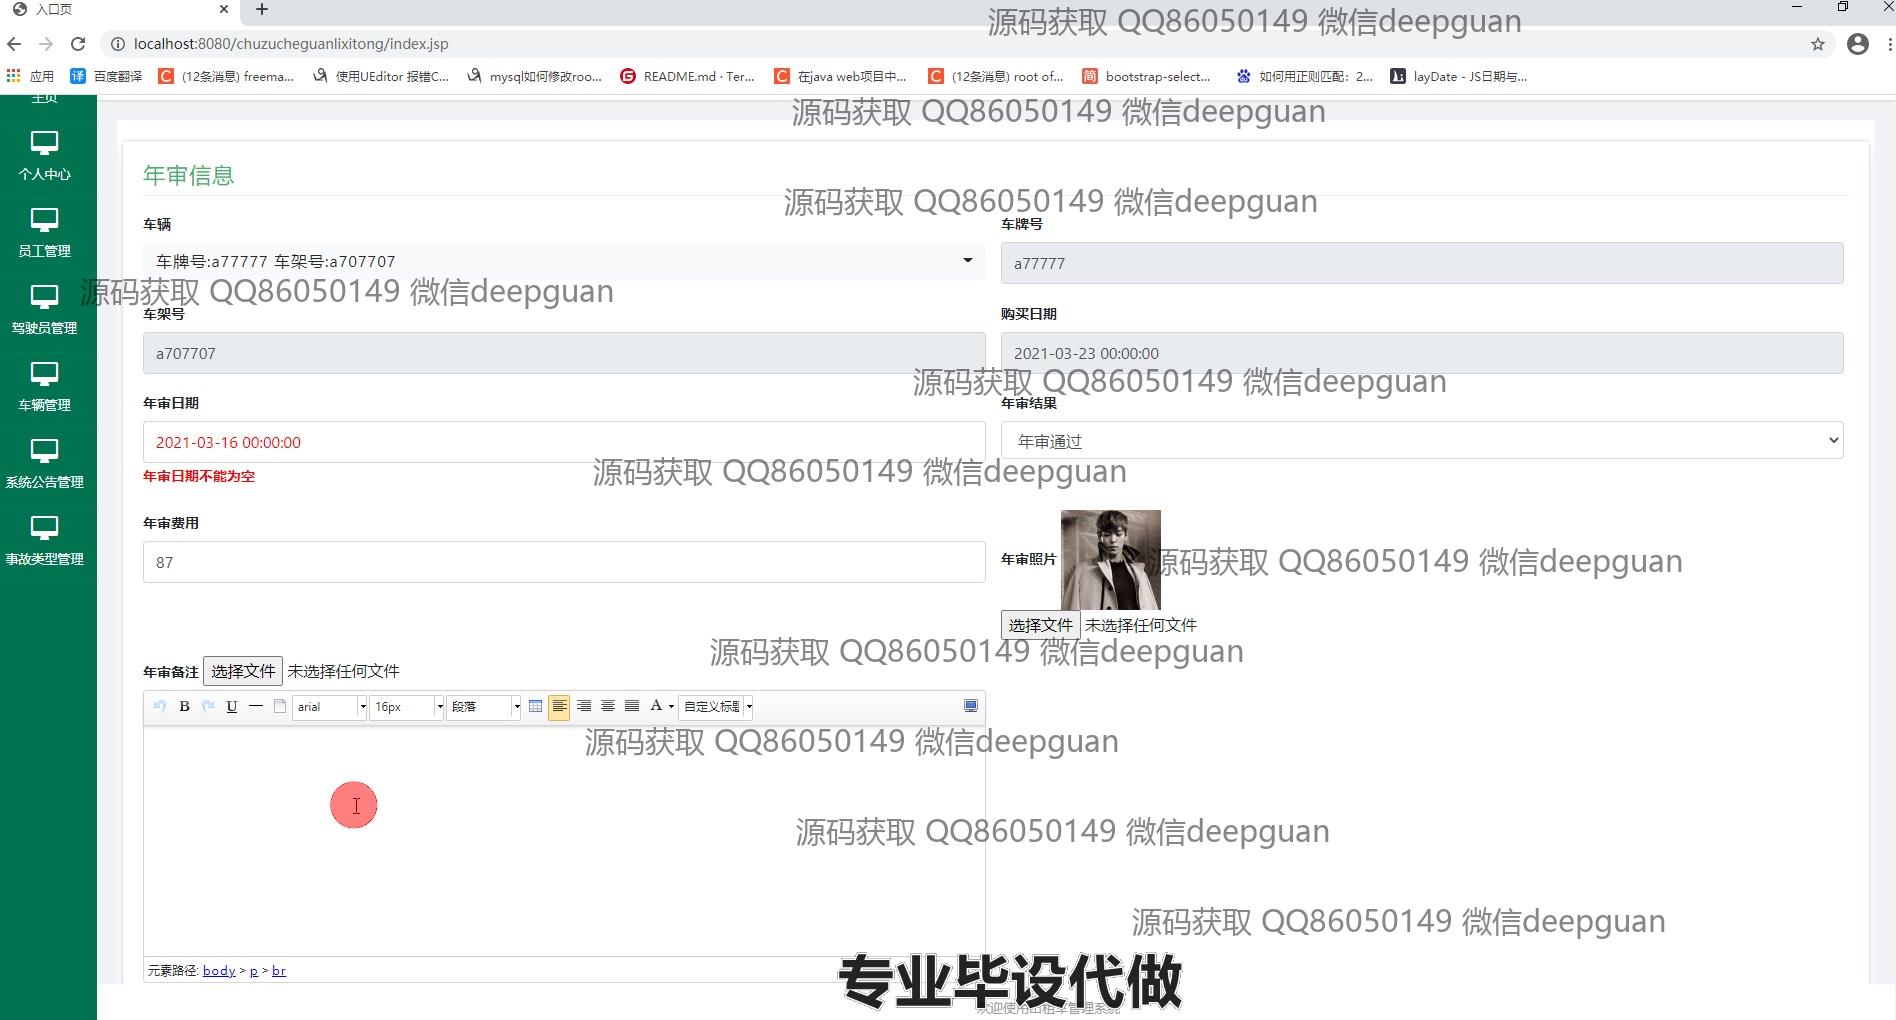 入口页
源码获取 QQ86050149 微信deepguan
localhost:8080/chuzucheguanlixitong/index.jsp
应用 百度翻译 (12条消息) freema... 使用UEditor 报错C... mysql如何修改roo... README.md · Ter... 在java web项目中... (12条消息) root of... bootstrap-select... 如何用正则匹配：2... layDate - JS日期与...
主页
源码获取 QQ86050149 微信deepguan
个人中心
年审信息
源码获取 QQ86050149 微信deepguan
车辆
车牌号
员工管理
车牌号:a77777 车架号:a707707
a77777
源码获取 QQ86050149 微信deepguan
车架号
购买日期
驾驶员管理
a707707
2021-03-23 00:00:00
源码获取 QQ86050149 微信deepguan
车辆管理
年审日期
年审结果
2021-03-16 00:00:00
年审通过
年审日期不能为空
源码获取 QQ86050149 微信deepguan
系统公告管理
年审费用
事故类型管理
87
年审照片
源码获取 QQ86050149 微信deepguan
选择文件 未选择任何文件
源码获取 QQ86050149 微信deepguan
年审备注 选择文件 未选择任何文件
B U arial 16px 段落 A 自定义标题
源码获取 QQ86050149 微信deepguan
源码获取 QQ86050149 微信deepguan
源码获取 QQ86050149 微信deepguan
元素路径: body > p > br
专业毕设代做
欢迎使用出租车管理系统